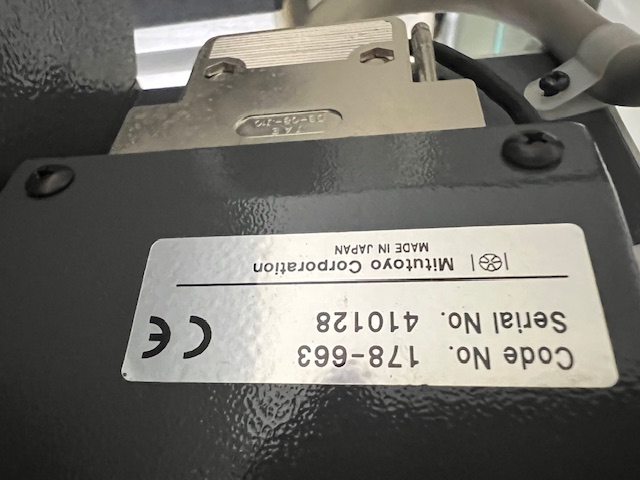 Code No. 178-663
Serial No. 410128
CE
Mitutoyo Corporation
MADE IN JAPAN